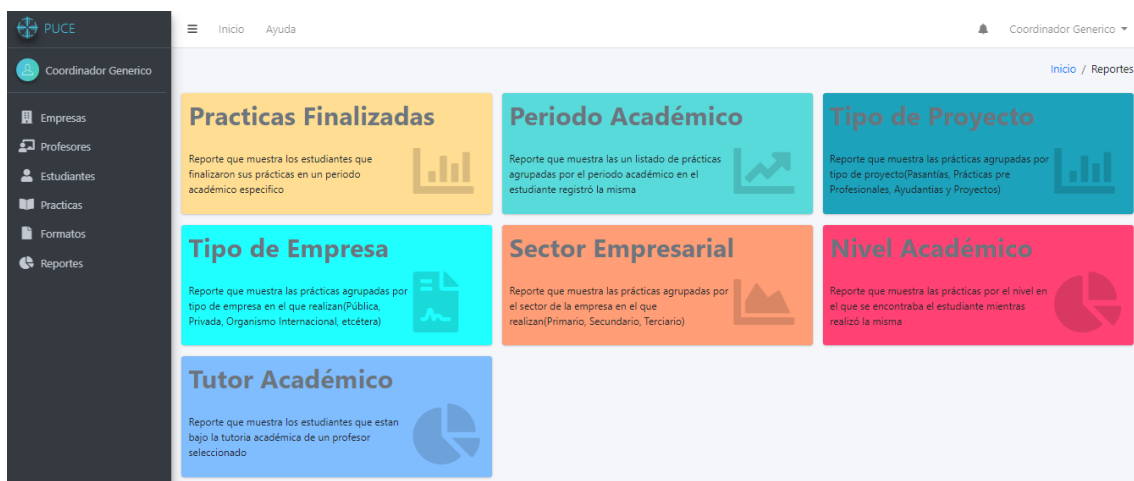 PUCE
Inicio Ayuda
Coordinador Generico
Coordinador Generico
Inicio / Reportes
Empresas
Profesores
Estudiantes
Practicas
Formatos
Reportes
Practicas Finalizadas
Reporte que muestra los estudiantes que
finalizaron sus prácticas en un periodo
académico especifico
Periodo Académico
Reporte que muestra las un listado de prácticas
agrupadas por el periodo académico en el
estudiante registró la misma
Tipo de Proyecto
Reporte que muestra las prácticas agrupadas por
tipo de proyecto(Pasantías, Prácticas pre
Profesionales, Ayudantias y Proyectos)
Tipo de Empresa
Reporte que muestra las prácticas agrupadas por
tipo de empresa en el que realizan(Pública,
Privada, Organismo Internacional, etcétera)
Sector Empresarial
Reporte que muestra las prácticas agrupadas por
el sector de la empresa en el que
realizan(Primario, Secundario, Terciario)
Nivel Académico
Reporte que muestra las prácticas por el nivel en
el que se encontraba el estudiante mientras
realizó la misma
Tutor Académico
Reporte que muestra los estudiantes que estan
bajo la tutoria académica de un profesor
seleccionado